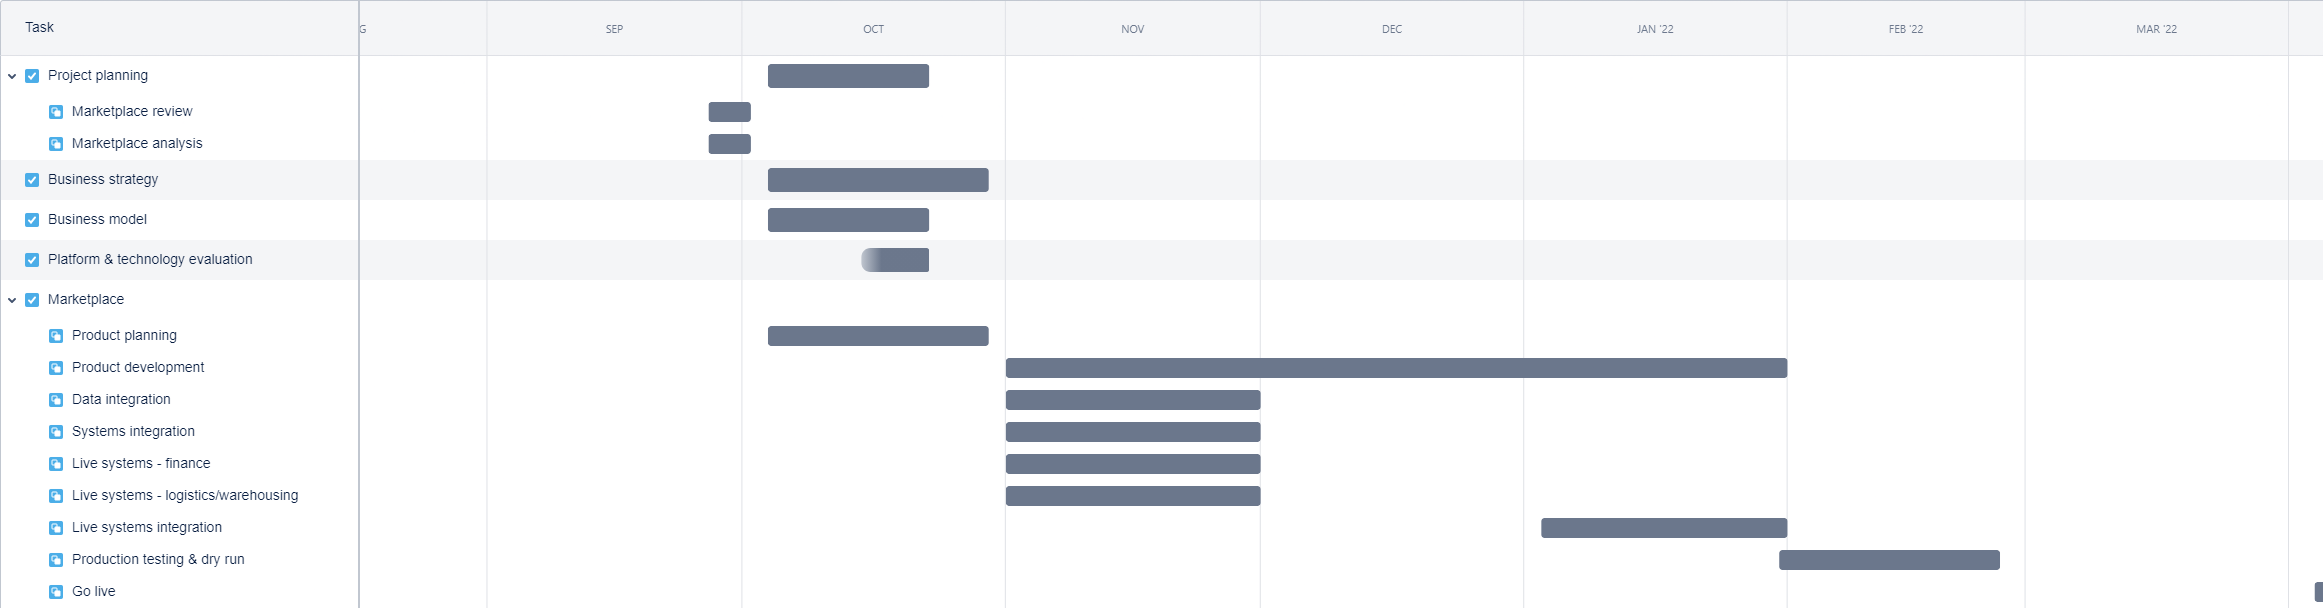 Task G SEP OCT NOV DEC JAN '22 FEB '22 MAR '22
Project planning
Marketplace review
Marketplace analysis
Business strategy
Business model
Platform & technology evaluation
Marketplace
Product planning
Product development
Data integration
Systems integration
Live systems - finance
Live systems - logistics/warehousing
Live systems integration
Production testing & dry run
Go live